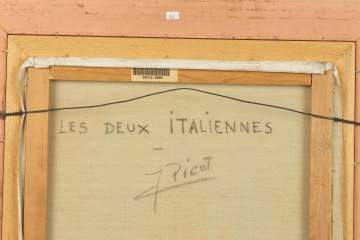 LES DEUX ITALIENNES
-
J Picot